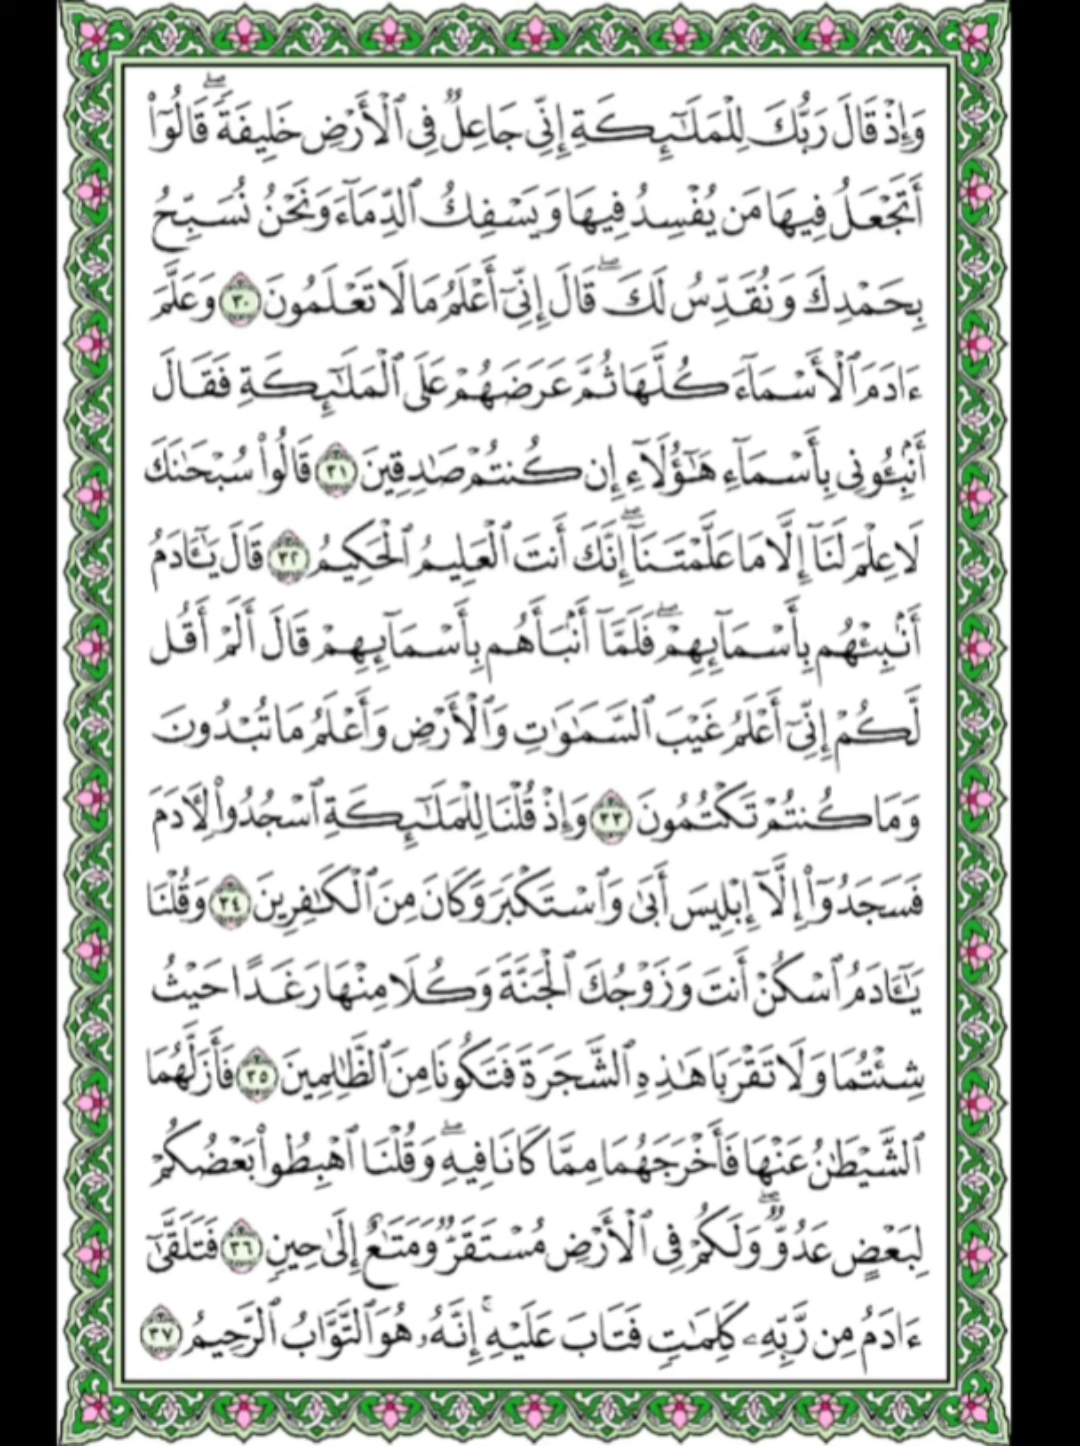 وَإِذْ قَالَ رَبُّكَ لِلْمَلَٰٓئِكَةِ إِنِّي جَاعِلٌ فِي ٱلْأَرْضِ خَلِيفَةً ۖ قَالُوٓا۟
أَتَجْعَلُ فِيهَا مَن يُفْسِدُ فِيهَا وَيَسْفِكُ ٱلدِّمَآءَ وَنَحْنُ نُسَبِّحُ
بِحَمْدِكَ وَنُقَدِّسُ لَكَ ۖ قَالَ إِنِّىٓ أَعْلَمُ مَا لَا تَعْلَمُونَ ٣٠ وَعَلَّمَ
ءَادَمَ ٱلْأَسْمَآءَ كُلَّهَا ثُمَّ عَرَضَهُمْ عَلَى ٱلْمَلَٰٓئِكَةِ فَقَالَ
أَنۢبِـُٔونِى بِأَسْمَآءِ هَٰٓؤُلَآءِ إِن كُنتُمْ صَٰدِقِينَ ٣١ قَالُوا۟ سُبْحَٰنَكَ
لَا عِلْمَ لَنَآ إِلَّا مَا عَلَّمْتَنَآ ۖ إِنَّكَ أَنتَ ٱلْعَلِيمُ ٱلْحَكِيمُ ٣٢ قَالَ يَٰٓـَٔادَمُ
أَنۢبِئْهُم بِأَسْمَآئِهِمْ ۖ فَلَمَّآ أَنۢبَأَهُم بِأَسْمَآئِهِمْ قَالَ أَلَمْ أَقُل
لَّكُمْ إِنِّىٓ أَعْلَمُ غَيْبَ ٱلسَّمَٰوَٰتِ وَٱلْأَرْضِ وَأَعْلَمُ مَا تُبْدُونَ
وَمَا كُنتُمْ تَكْتُمُونَ ٣٣ وَإِذْ قُلْنَا لِلْمَلَٰٓئِكَةِ ٱسْجُدُوا۟ لِـَٔادَمَ
فَسَجَدُوٓا۟ إِلَّآ إِبْلِيسَ أَبَىٰ وَٱسْتَكْبَرَ وَكَانَ مِنَ ٱلْكَٰفِرِينَ ٣٤ وَقُلْنَا
يَٰٓـَٔادَمُ ٱسْكُنْ أَنتَ وَزَوْجُكَ ٱلْجَنَّةَ وَكُلَا مِنْهَا رَغَدًا حَيْثُ
شِئْتُمَا وَلَا تَقْرَبَا هَٰذِهِ ٱلشَّجَرَةَ فَتَكُونَا مِنَ ٱلظَّٰلِمِينَ ٣٥ فَأَزَلَّهُمَا
ٱلشَّيْطَٰنُ عَنْهَا فَأَخْرَجَهُمَا مِمَّا كَانَا فِيهِ ۖ وَقُلْنَا ٱهْبِطُوا۟ بَعْضُكُمْ
لِبَعْضٍ عَدُوٌّ ۖ وَلَكُمْ فِى ٱلْأَرْضِ مُسْتَقَرٌّ وَمَتَٰعٌ إِلَىٰ حِينٍ ٣٦ فَتَلَقَّىٰٓ
ءَادَمُ مِن رَّبِّهِۦ كَلِمَٰتٍ فَتَابَ عَلَيْهِ ۚ إِنَّهُۥ هُوَ ٱلتَّوَّابُ ٱلرَّحِيمُ ٣٧